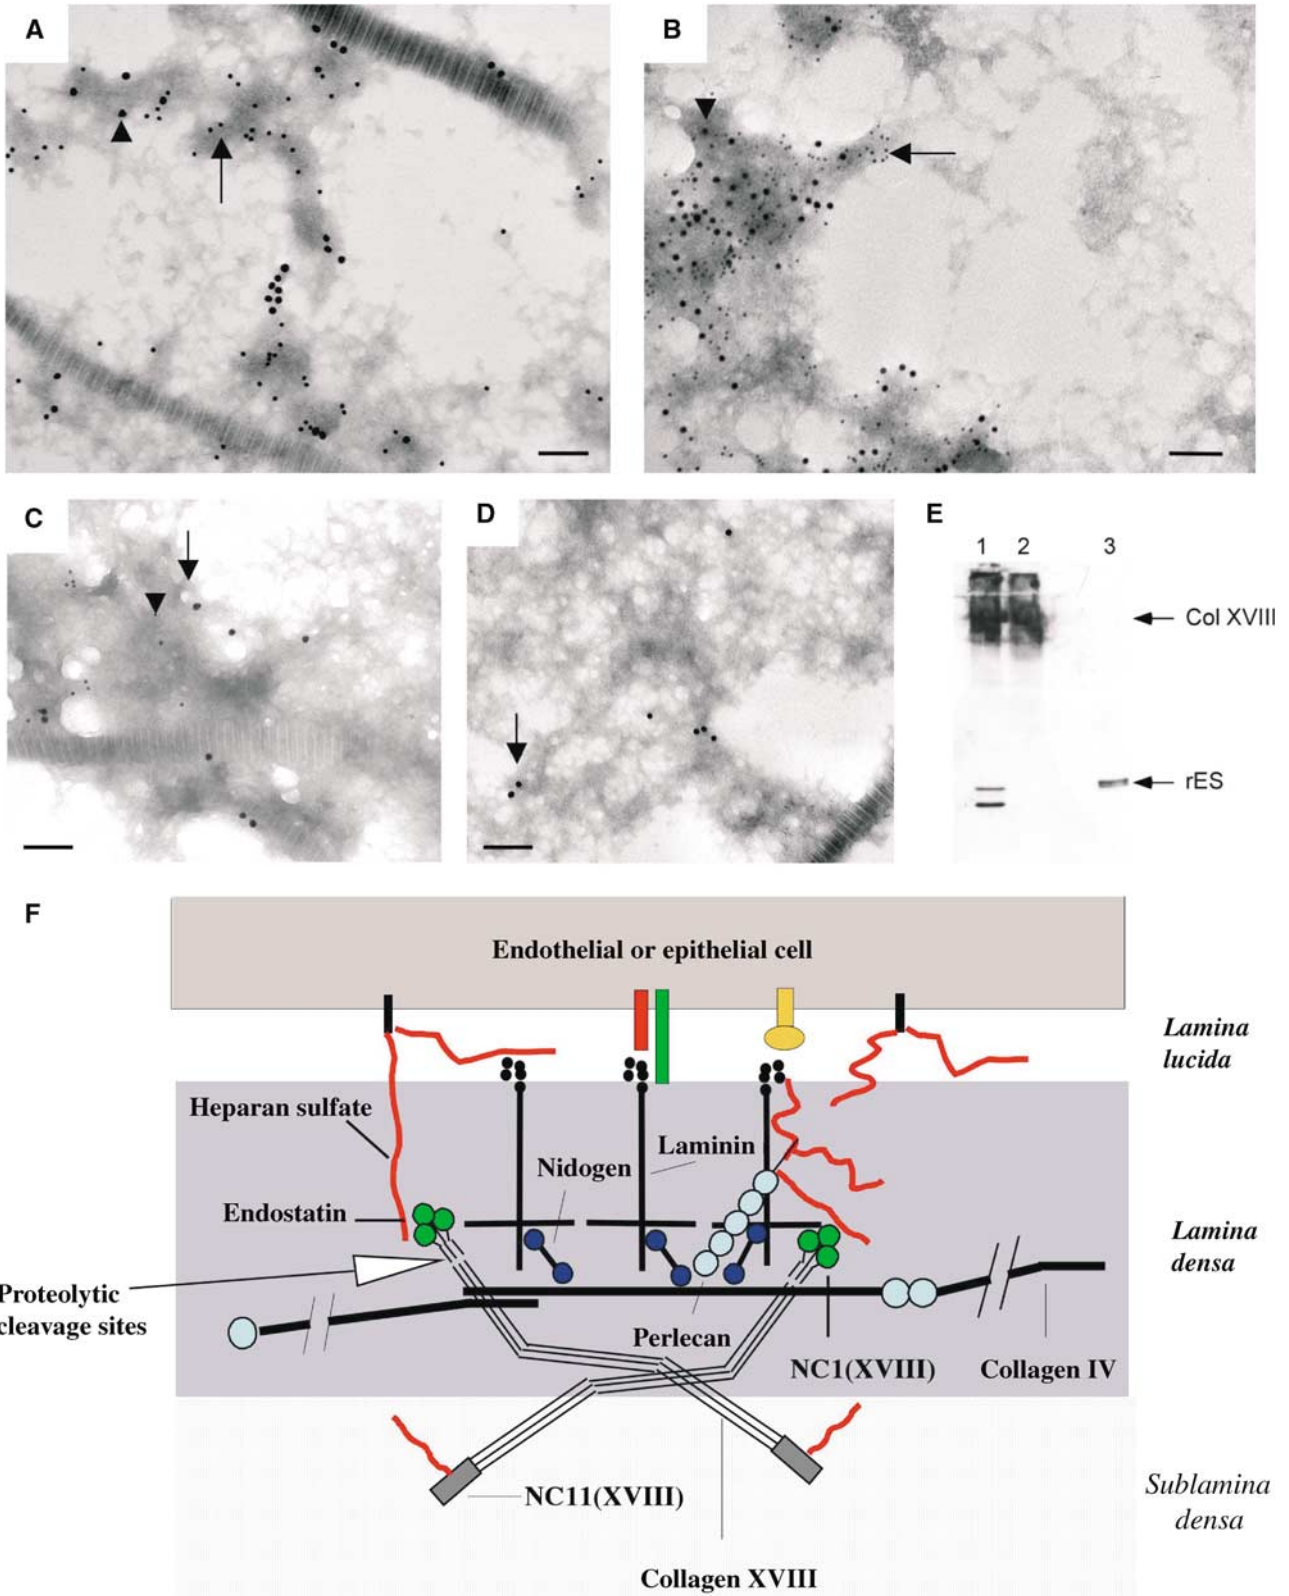 A
B
C
D
E
1 2 3
Col XVIII
rES
F
Endothelial or epithelial cell
Lamina
lucida
Heparan sulfate
Laminin
Nidogen
Endostatin
Lamina
densa
Proteolytic
cleavage sites
Perlecan
NC1(XVIII)
Collagen IV
NC11(XVIII)
Sublamina
densa
Collagen XVIII